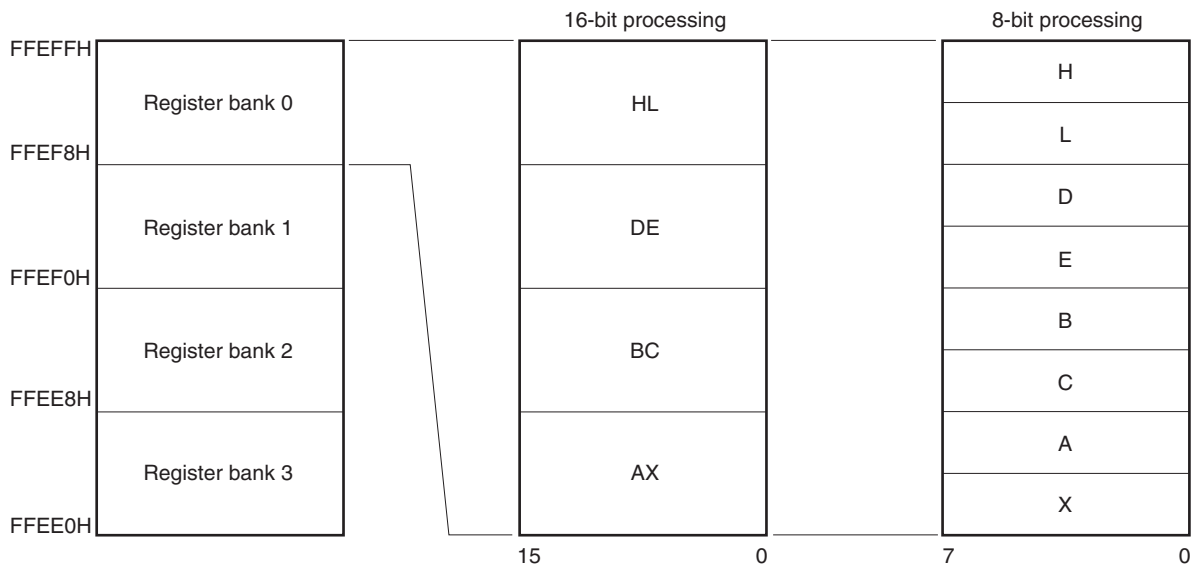 16-bit processing
8-bit processing
FFEFFH
Register bank 0
HL
H
L
FFEF8H
Register bank 1
DE
D
E
FFEF0H
Register bank 2
BC
B
C
FFEE8H
Register bank 3
AX
A
X
FFEE0H
15
0
7
0